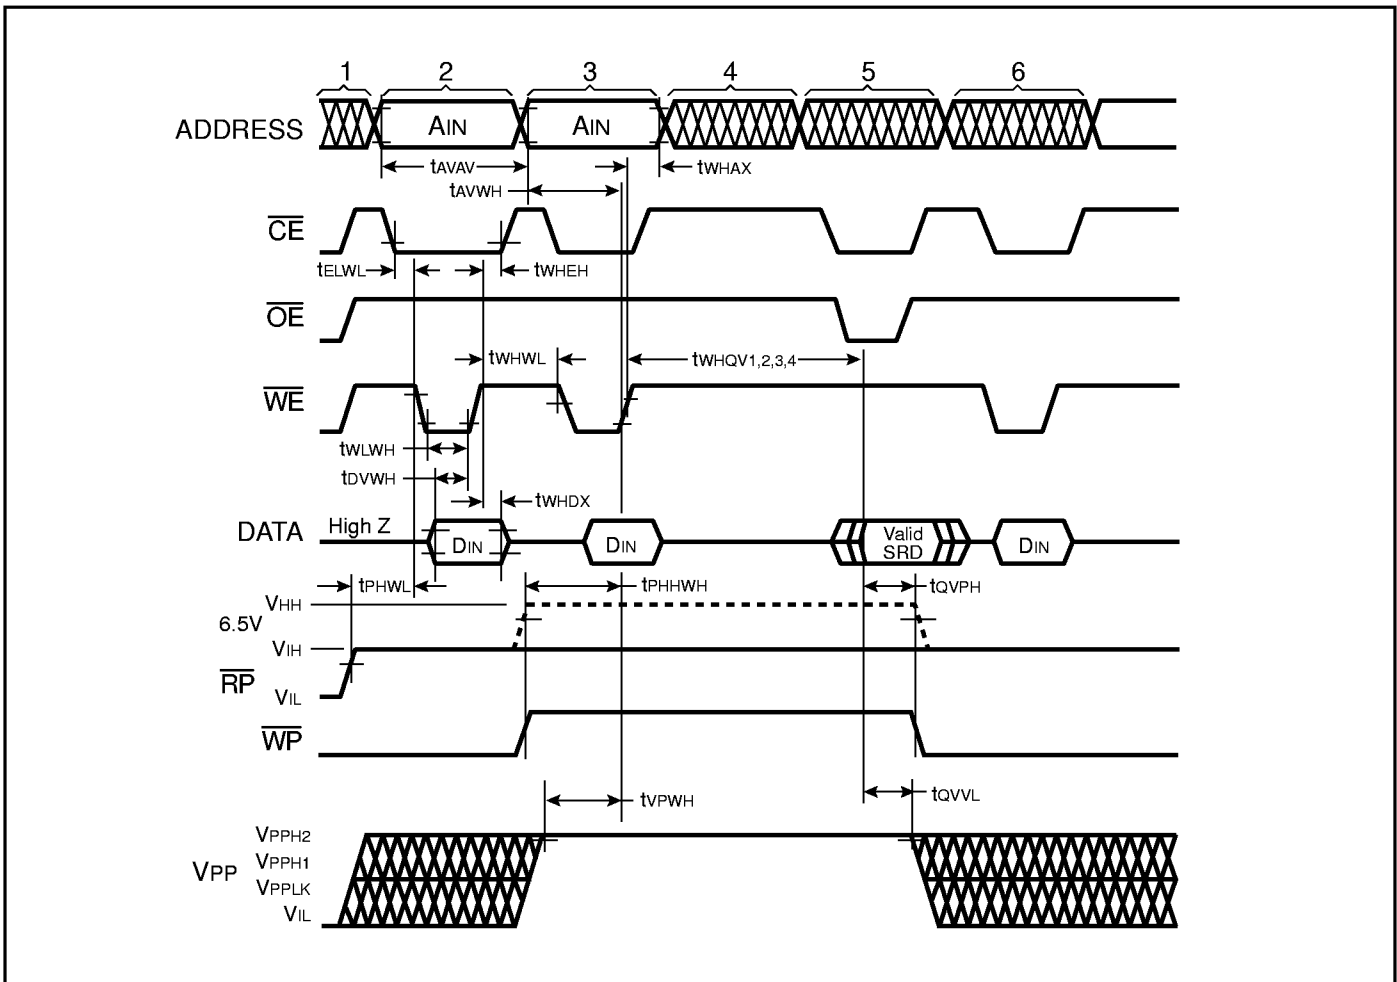 1 2 3 4 5 6
ADDRESS AIN AIN
tAVAV tWHAX
tAVWH
CE
tELWL tWHEH
OE
tWHWL tWHQV1,2,3,4
WE
tWLWH
tDVWH
tWHDX
DATA High Z DIN DIN Valid SRD DIN
tPHWL tPHHWH tQVPH
VHH
6.5V
VIH
RP VIL
WP
tVPWH tQVVL
VPPH2
VPPH1
VPP
VPPLK
VIL